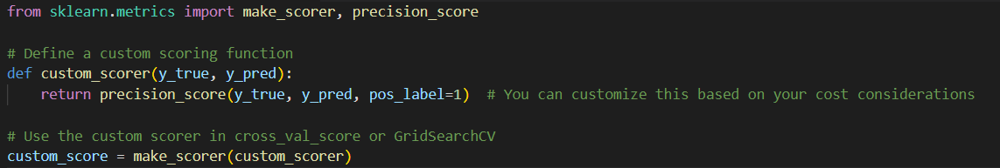 from sklearn.metrics import make_scorer, precision_score
# Define a custom scoring function
def custom_scorer(y_true, y_pred):
    return precision_score(y_true, y_pred, pos_label=1)  # You can customize this based on your cost considerations
# Use the custom scorer in cross_val_score or GridSearchCV
custom_score = make_scorer(custom_scorer)